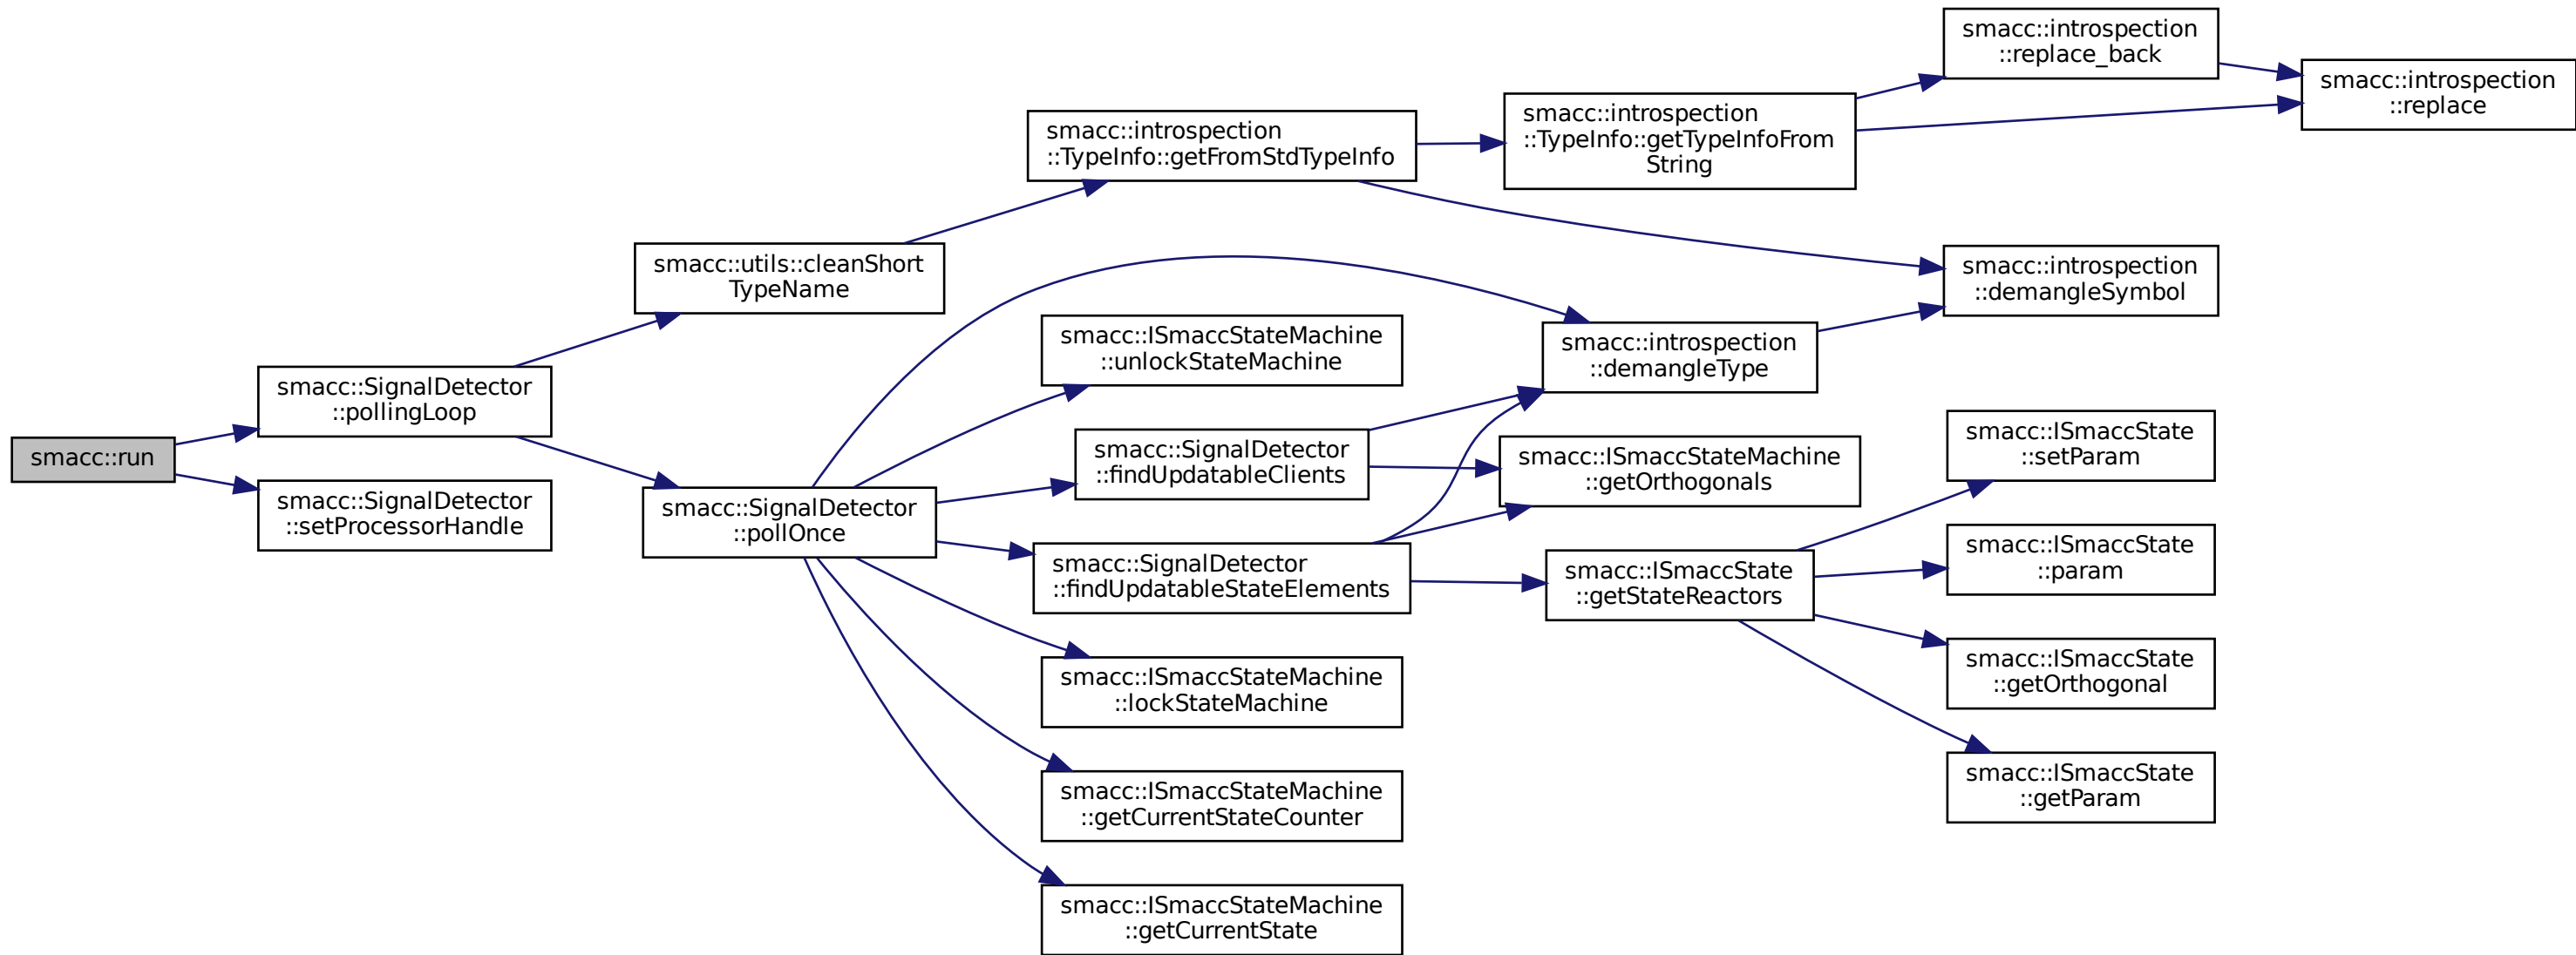 smacc::run
smacc::SignalDetector
::pollingLoop
smacc::SignalDetector
::setProcessorHandle
smacc::utils::cleanShort
TypeName
smacc::SignalDetector
::pollOnce
smacc::introspection
::TypeInfo::getFromStdTypeInfo
smacc::ISmaccStateMachine
::unlockStateMachine
smacc::SignalDetector
::findUpdatableClients
smacc::SignalDetector
::findUpdatableStateElements
smacc::ISmaccStateMachine
::lockStateMachine
smacc::ISmaccStateMachine
::getCurrentStateCounter
smacc::ISmaccStateMachine
::getCurrentState
smacc::introspection
::TypeInfo::getTypeInfoFrom
String
smacc::introspection
::demangleType
smacc::ISmaccStateMachine
::getOrthogonals
smacc::ISmaccState
::getStateReactors
smacc::introspection
::replace_back
smacc::introspection
::demangleSymbol
smacc::ISmaccState
::setParam
smacc::ISmaccState
::param
smacc::ISmaccState
::getOrthogonal
smacc::ISmaccState
::getParam
smacc::introspection
::replace